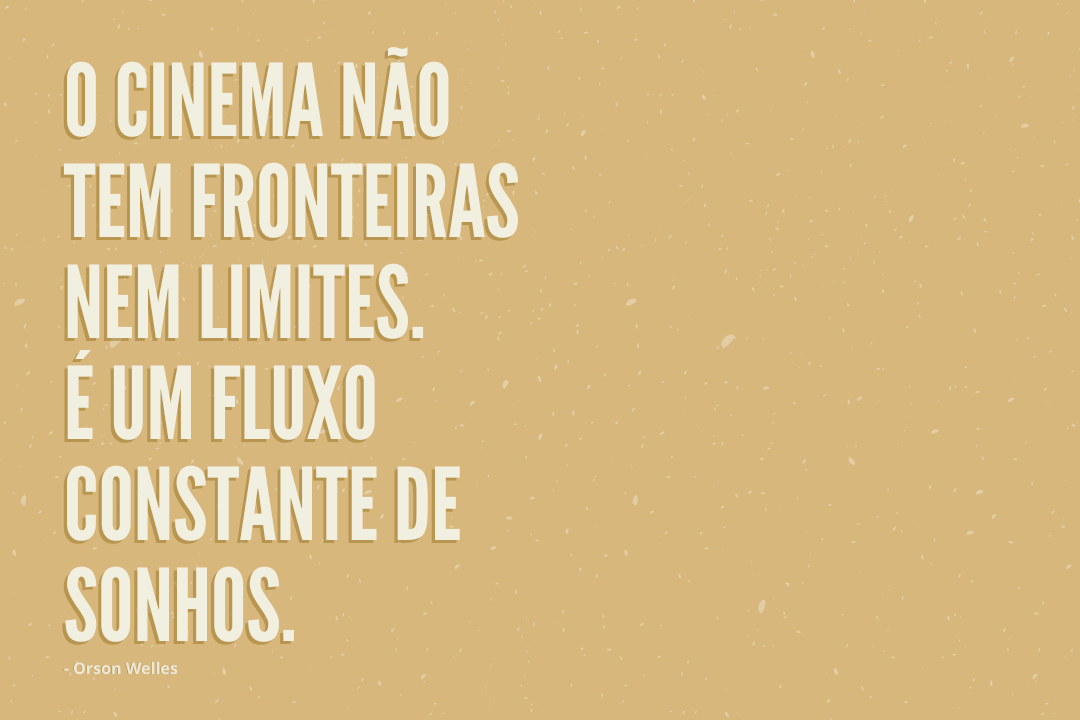 O CINEMA NÃO
TEM FRONTEIRAS
NEM LIMITES.
É UM FLUXO
CONSTANTE DE
SONHOS.
- Orson Welles